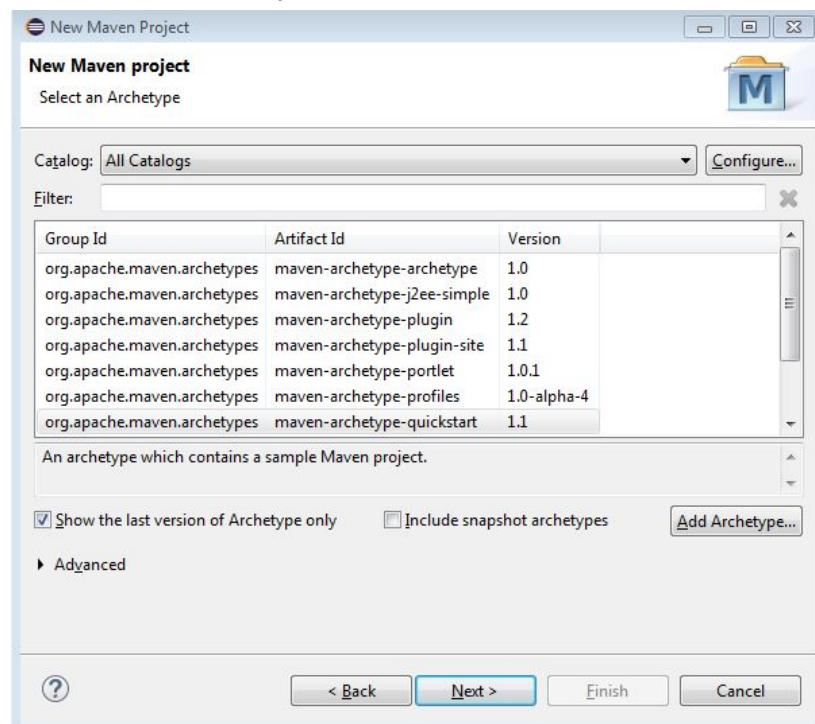 New Maven Project
New Maven project
Select an Archetype
M
Catalog: All Catalogs Configure...
Filter:
Group Id Artifact Id Version
org.apache.maven.archetypes maven-archetype-archetype 1.0
org.apache.maven.archetypes maven-archetype-j2ee-simple 1.0
org.apache.maven.archetypes maven-archetype-plugin 1.2
org.apache.maven.archetypes maven-archetype-plugin-site 1.1
org.apache.maven.archetypes maven-archetype-portlet 1.0.1
org.apache.maven.archetypes maven-archetype-profiles 1.0-alpha-4
org.apache.maven.archetypes maven-archetype-quickstart 1.1
An archetype which contains a sample Maven project.
Show the last version of Archetype only Include snapshot archetypes Add Archetype...
Advanced
? < Back Next > Finish Cancel